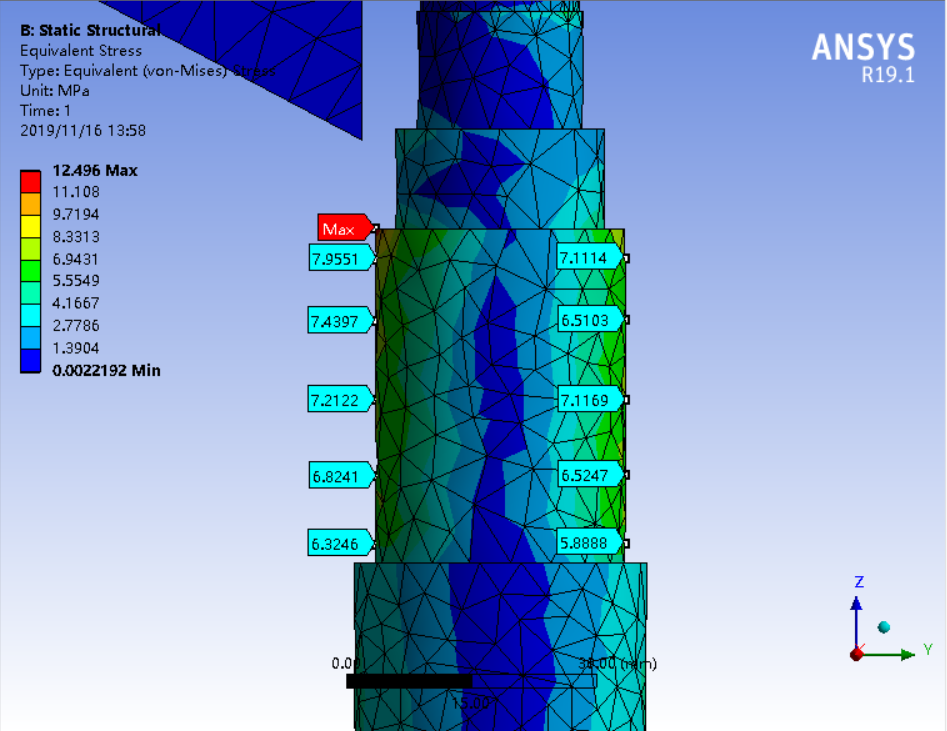 B: Static Structural
Equivalent Stress
Type: Equivalent (von-Mises) Stress
Unit: MPa
Time: 1
2019/11/16 13:58
ANSYS
R19.1
12.496 Max
11.108
9.7194
8.3313
6.9431
5.5549
4.1667
2.7786
1.3904
0.0022192 Min
Max
7.9551
7.1114
7.4397
6.5103
7.2122
7.1169
6.8241
6.5247
6.3246
5.8888
0.00
30.00 (mm)
15.00
Z
Y